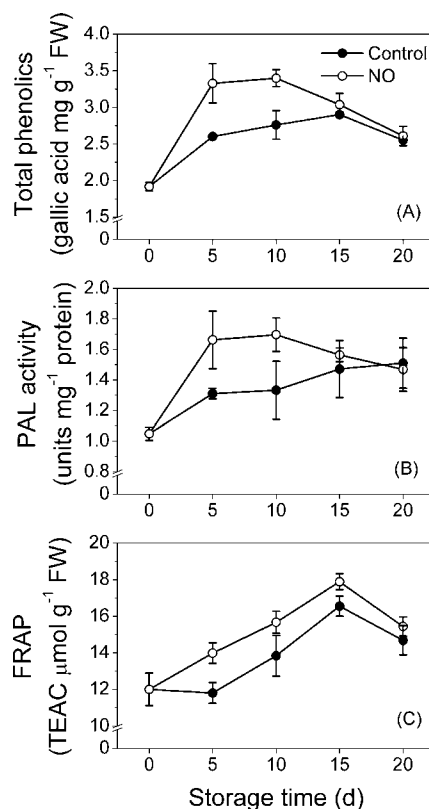 Total phenolics
(gallic acid mg g-1 FW)
4.0
3.5
3.0
2.5
2.0
1.5
0
Control
NO
(A)
0 5 10 15 20
PAL activity
(units mg-1 protein)
2.0
1.8
1.6
1.4
1.2
1.0
0.8
0
(B)
0 5 10 15 20
FRAP
(TEAC μmol g-1 FW)
20
18
16
14
12
10
0
(C)
0 5 10 15 20
Storage time (d)